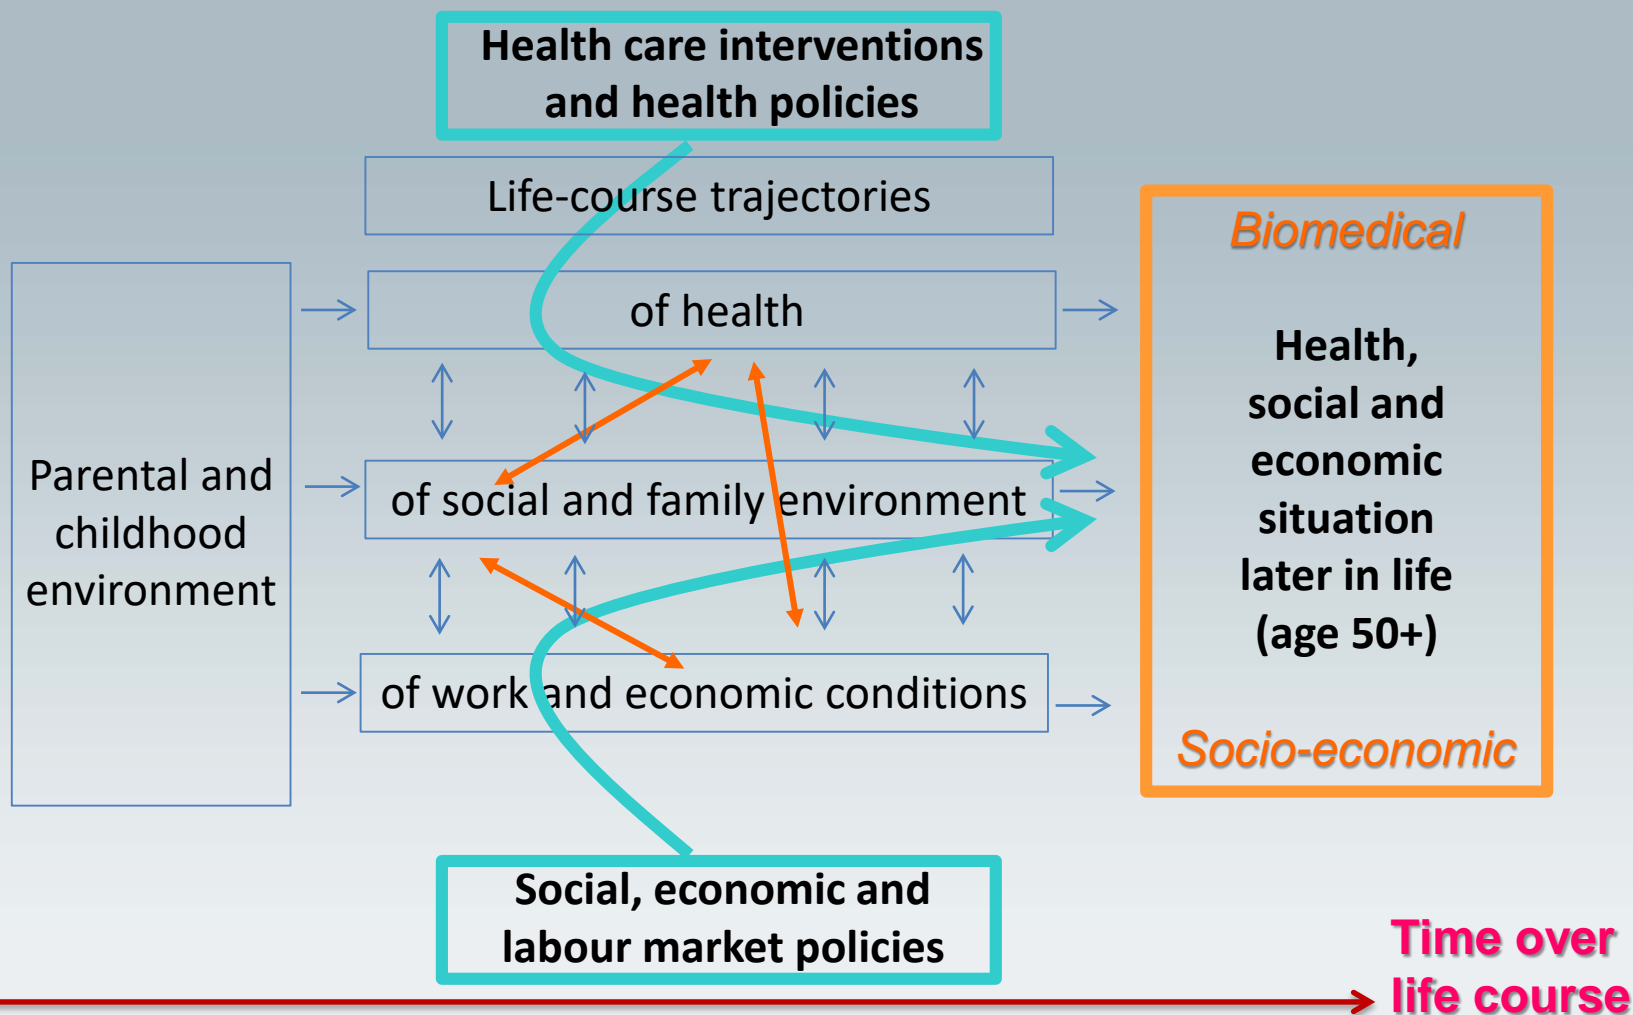 Health care interventions
and health policies
Life-course trajectories
of health
of social and family environment
of work and economic conditions
Parental and
childhood
environment
Biomedical
Health,
social and
economic
situation
later in life
(age 50+)
Socio-economic
Social, economic and
labour market policies
Time over
life course